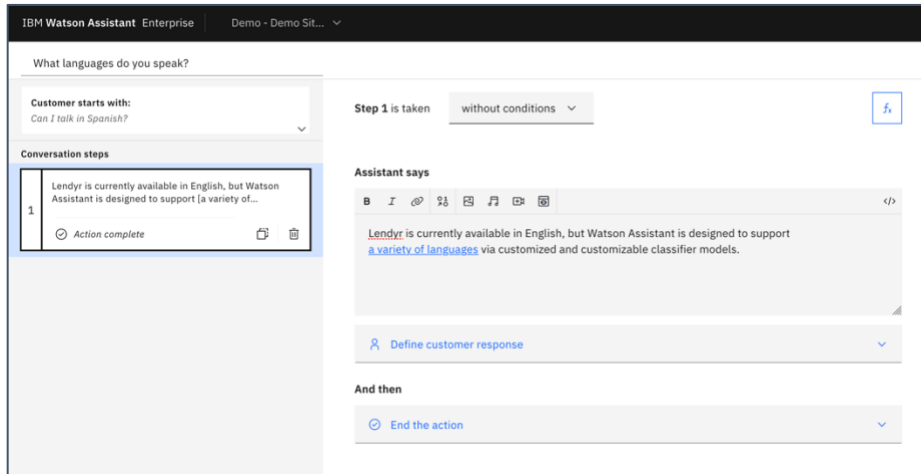 IBM Watson Assistant Enterprise
Demo - Demo Sit...
What languages do you speak?
Customer starts with:
Can I talk in Spanish?
Conversation steps
1
Lendyr is currently available in English, but Watson
Assistant is designed to support [a variety of...
Action complete
Step 1 is taken
without conditions
fx
Assistant says
B I </>
Lendyr is currently available in English, but Watson Assistant is designed to support
a variety of languages via customized and customizable classifier models.
Define customer response
And then
End the action